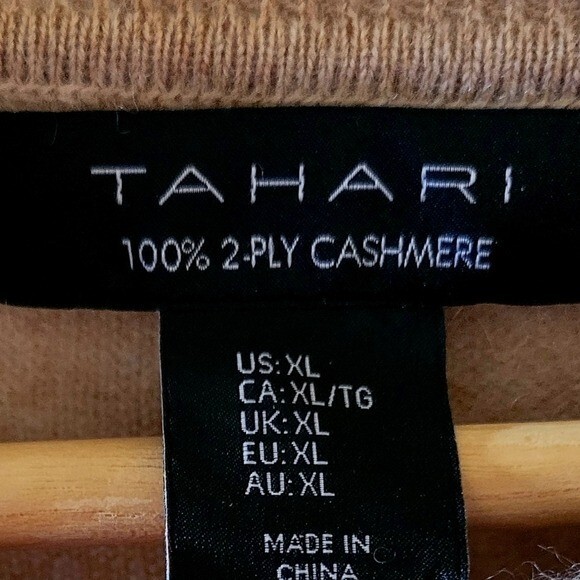 TAHARI
100% 2-PLY CASHMERE
US: XL
CA: XL/TG
UK: XL
EU: XL
AU: XL
MADE IN
CHINA